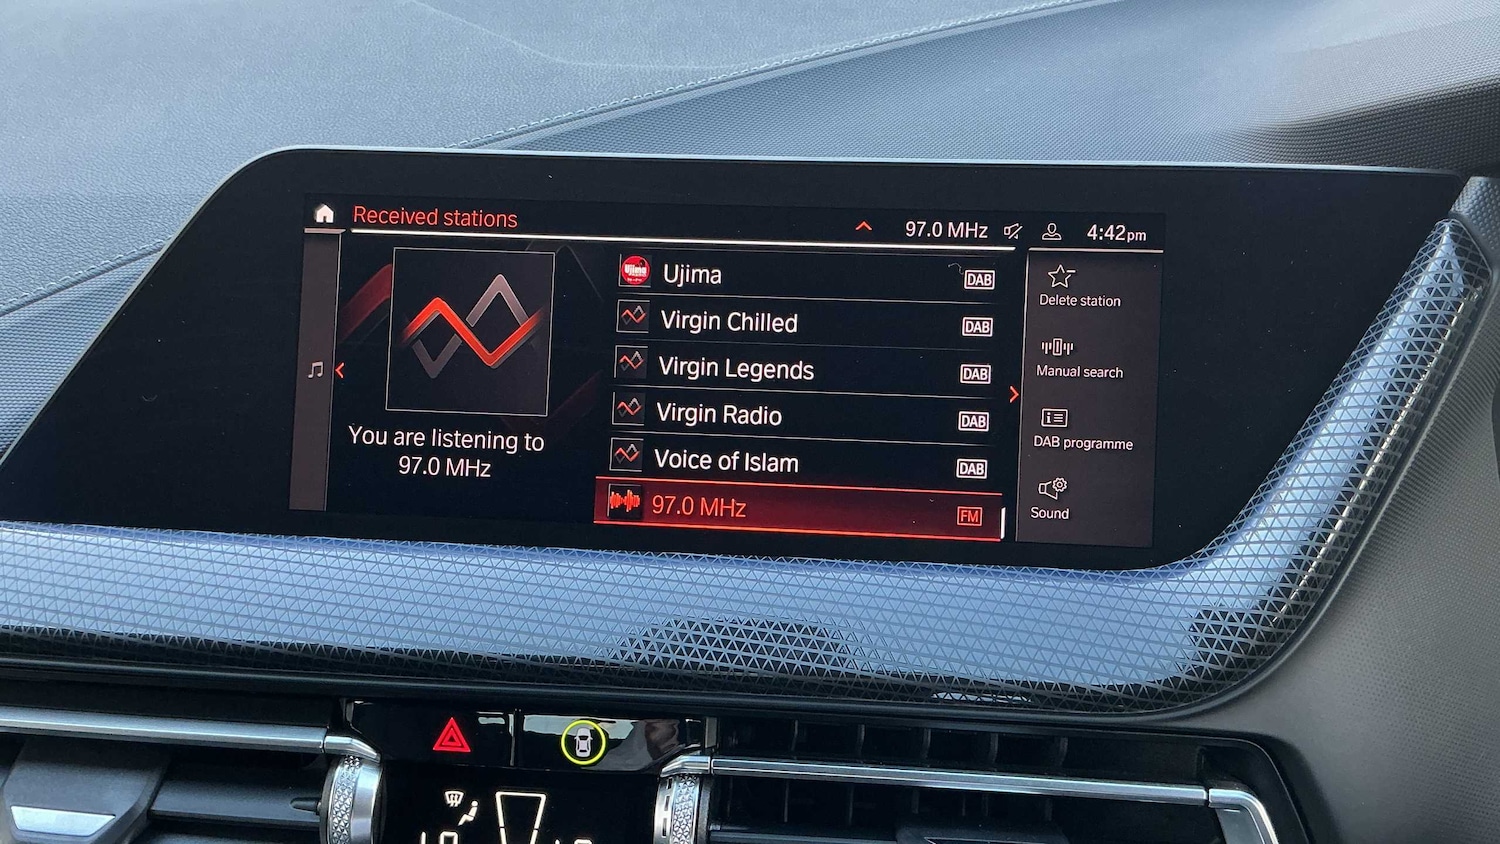 Received stations
97.0 MHz
4:42pm
You are listening to
97.0 MHz
Ujima
DAB
Virgin Chilled
DAB
Virgin Legends
DAB
Virgin Radio
DAB
Voice of Islam
DAB
97.0 MHz
FM
Delete station
Manual search
DAB programme
Sound